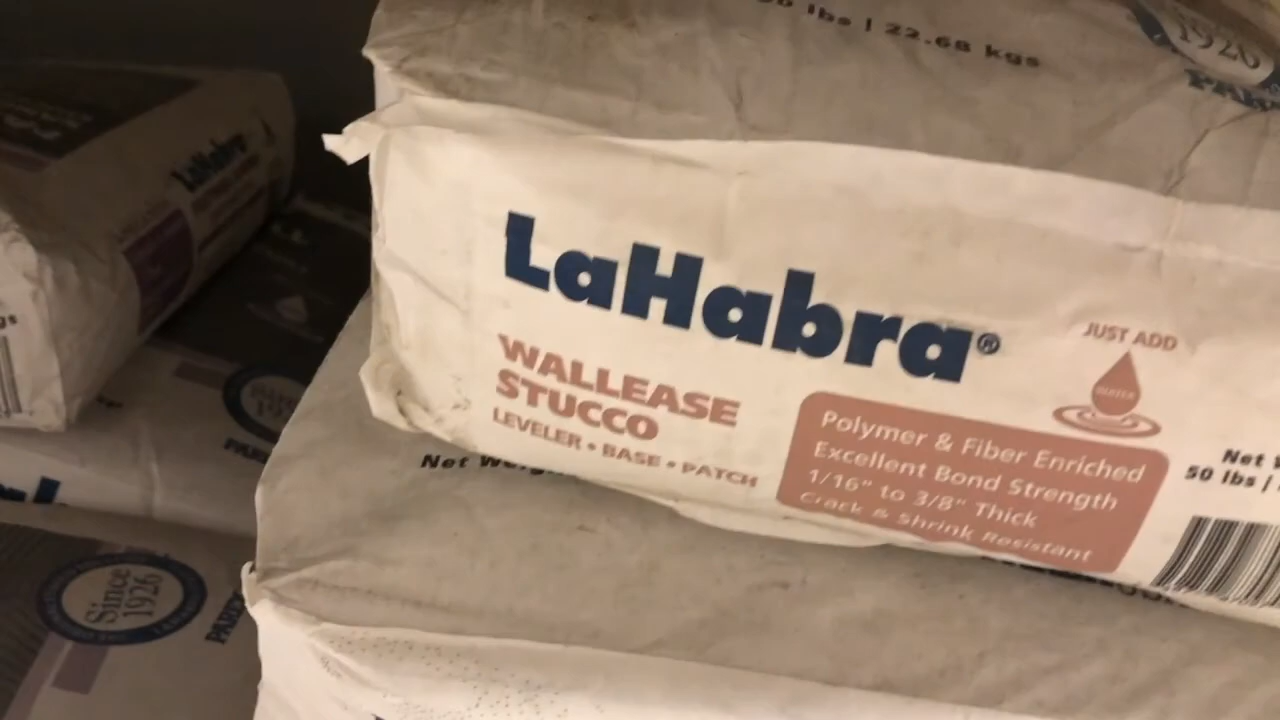 lbs | 22.68 kgs
1926
LaHabra
LaHabra®
WALLEASE
STUCCO
LEVELER • BASE • PATCH
JUST ADD
WATER
Polymer & Fiber Enriched
Excellent Bond Strength
1/16" to 3/8" Thick
Crack & Shrink Resistant
Net
50 lbs |
Net
Since
1926